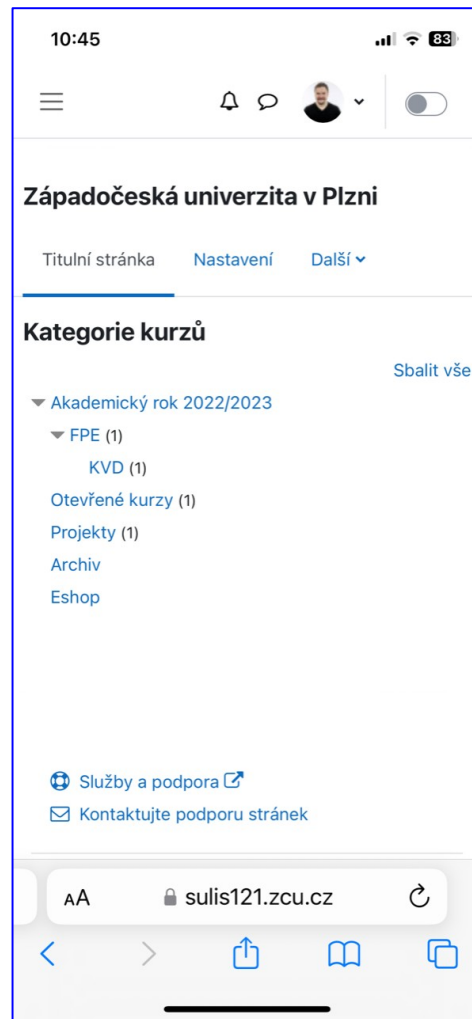 10:45
83
Západočeská univerzita v Plzni
Titulní stránka Nastavení Další
Kategorie kurzů
Sbalit vše
Akademický rok 2022/2023
FPE (1)
KVD (1)
Otevřené kurzy (1)
Projekty (1)
Archiv
Eshop
Služby a podpora
Kontaktujte podporu stránek
AA sulis121.zcu.cz